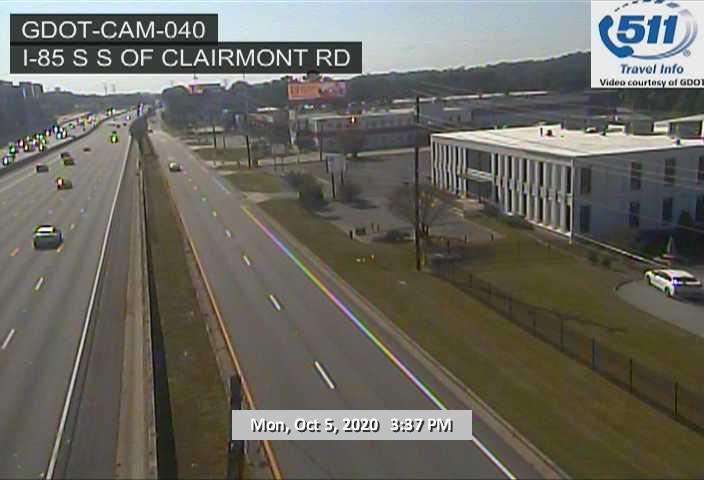 GDOT-CAM-040
I-85 S S OF CLAIRMONT RD
511
Travel Info
Video courtesy of GDOT
Mon, Oct 5, 2020 3:37 PM